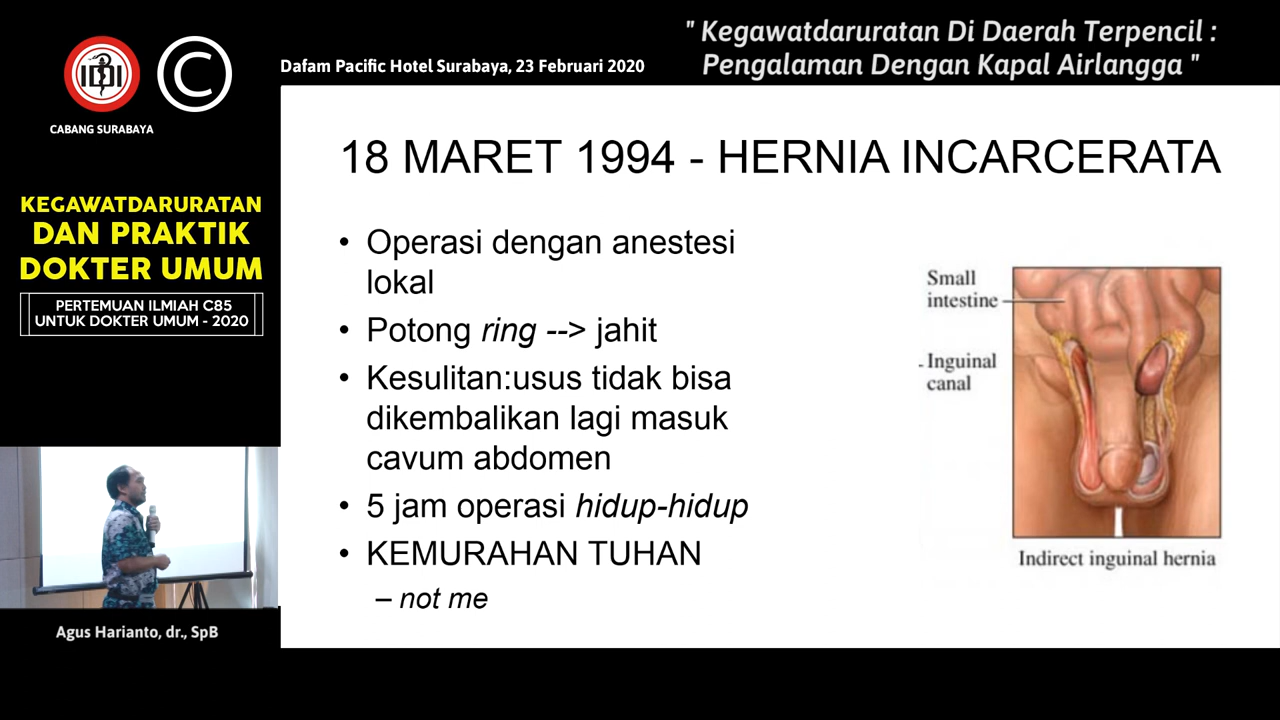 " Kegawatdaruratan Di Daerah Terpencil :
Pengalaman Dengan Kapal Airlangga "
Dafam Pacific Hotel Surabaya, 23 Februari 2020
IDI
C
CABANG SURABAYA
KEGAWATDARURATAN
DAN PRAKTIK
DOKTER UMUM
PERTEMUAN ILMIAH C85
UNTUK DOKTER UMUM - 2020
Agus Harianto, dr., SpB
18 MARET 1994 - HERNIA INCARCERATA
• Operasi dengan anestesi
lokal
• Potong ring --> jahit
• Kesulitan:usus tidak bisa
dikembalikan lagi masuk
cavum abdomen
• 5 jam operasi hidup-hidup
• KEMURAHAN TUHAN
– not me
Small
intestine
Inguinal
canal
Indirect inguinal hernia